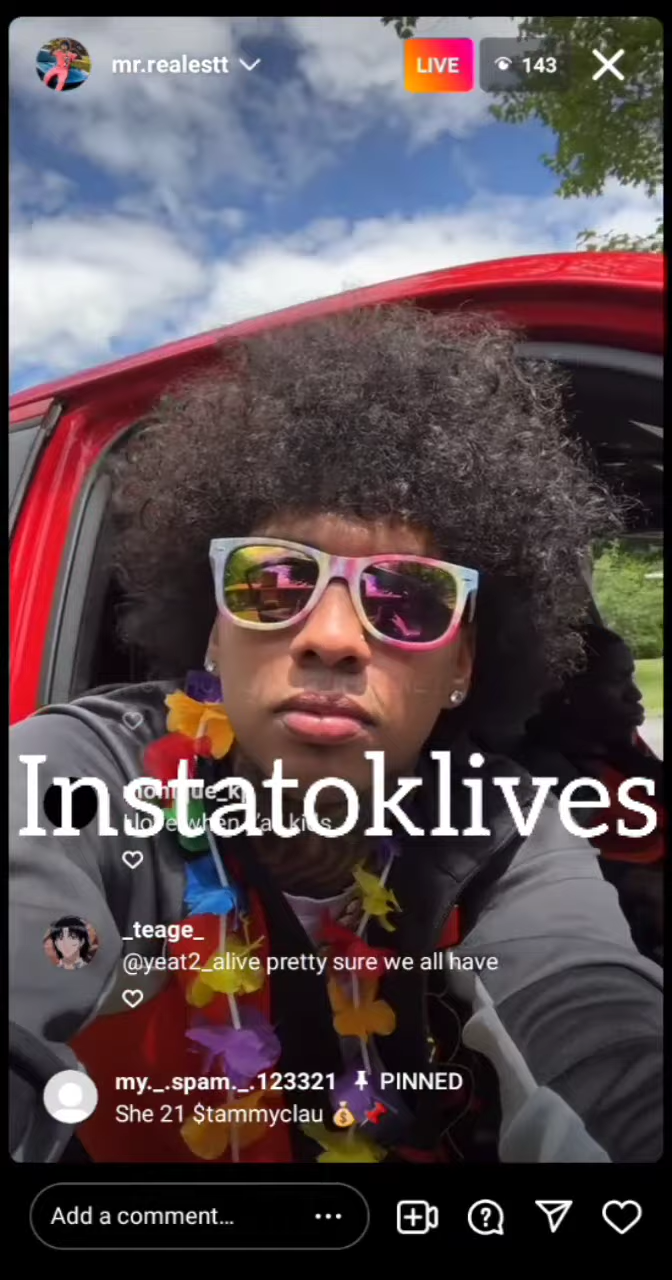 mr.realestt
LIVE
143
Instatoklives
_teage_
@yeat2_alive pretty sure we all have
my._.spam._.123321 PINNED
She 21 $tammyclau
Add a comment...